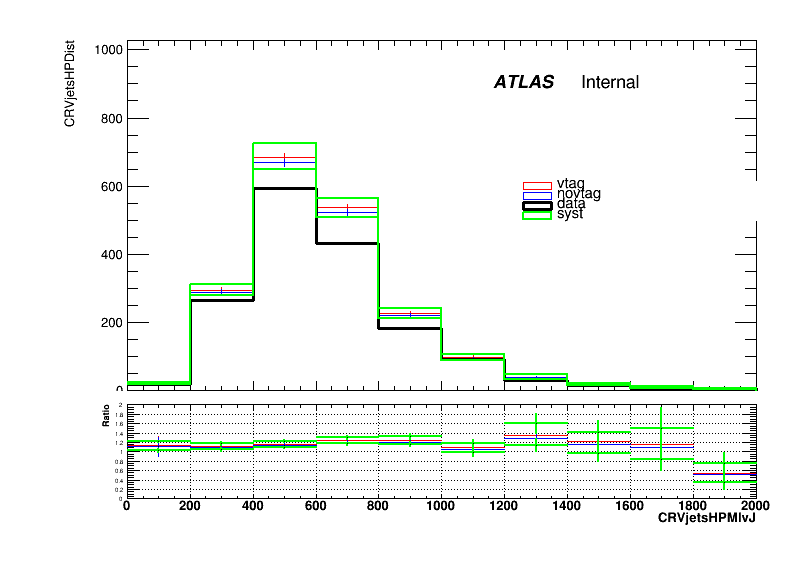 CRVjetsHPDist
1000
800
600
400
200
0
ATLAS Internal
vtag
novtag
data
syst
Ratio
2
1.8
1.6
1.4
1.2
1
0.8
0.6
0.4
0.2
0
0 200 400 600 800 1000 1200 1400 1600 1800 2000
CRVjetsHPMlvJ